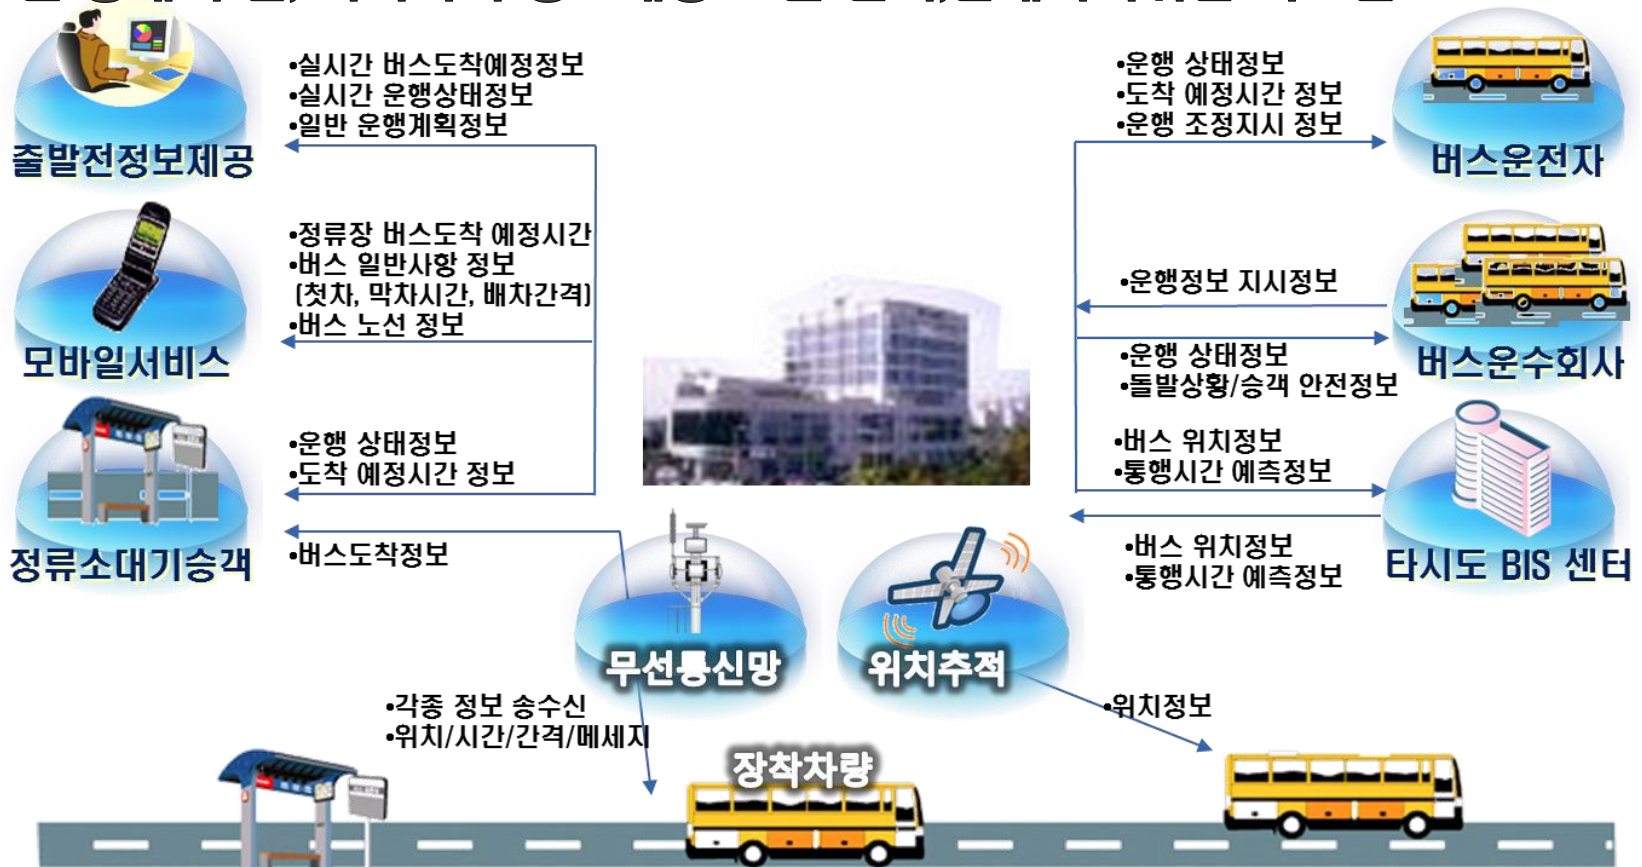 •실시간 버스도착예정정보
•실시간 운행상태정보
•일반 운행계획정보
출발전정보제공
•정류장 버스도착 예정시간
•버스 일반사항 정보
(첫차, 막차시간, 배차간격)
•버스 노선 정보
모바일서비스
•운행 상태정보
•도착 예정시간 정보
•버스도착정보
정류소대기승객
•운행 상태정보
•도착 예정시간 정보
•운행 조정지시 정보
버스운전자
•운행정보 지시정보
•운행 상태정보
•돌발상황/승객 안전정보
버스운수회사
•버스 위치정보
•통행시간 예측정보
•버스 위치정보
•통행시간 예측정보
타시도 BIS 센터
무선통신망
위치추적
•각종 정보 송수신
•위치/시간/간격/메세지
•위치정보
장착차량